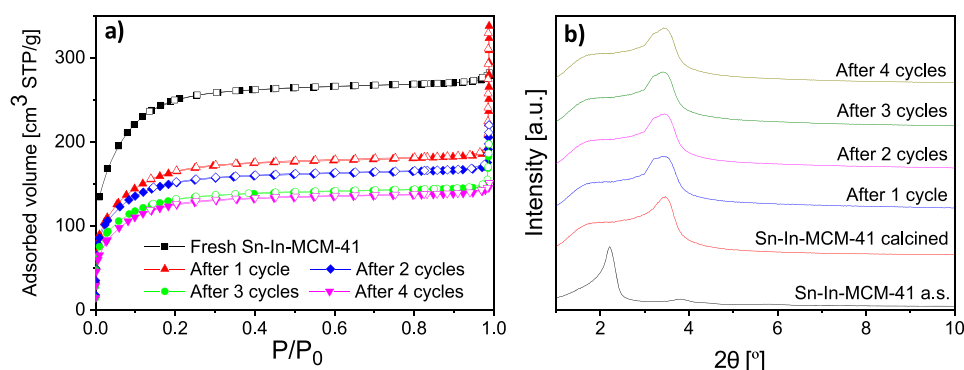 a)
Adsorbed volume [cm³ STP/g]
300
200
100
0
Fresh Sn-In-MCM-41
After 1 cycle
After 2 cycles
After 3 cycles
After 4 cycles
0.0 0.2 0.4 0.6 0.8 1.0
P/P₀
b)
Intensity [a.u.]
After 4 cycles
After 3 cycles
After 2 cycles
After 1 cycle
Sn-In-MCM-41 calcined
Sn-In-MCM-41 a.s.
2 4 6 8 10
2θ [º]